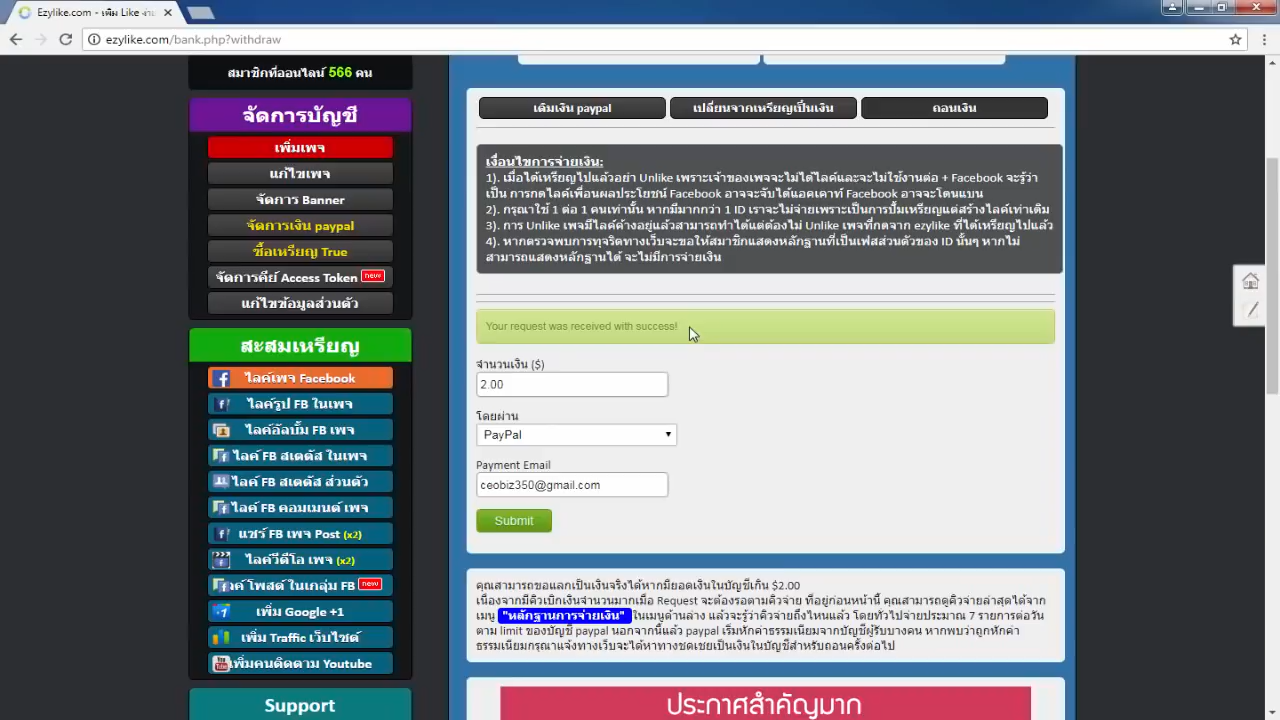 Ezylike.com - เพิ่ม Like
ezylike.com/bank.php?withdraw
สมาชิกที่ออนไลน์ 566 คน
จัดการบัญชี
เพิ่มเพจ
แก้ไขเพจ
จัดการ Banner
จัดการเงิน paypal
ซื้อเหรียญ True
จัดการคีย์ Access Token new
แก้ไขข้อมูลส่วนตัว
สะสมเหรียญ
ไลค์เพจ Facebook
ไลค์รูป FB ในเพจ
ไลค์อัลบั้ม FB เพจ
ไลค์ FB สเตตัส ในเพจ
ไลค์ FB สเตตัส ส่วนตัว
ไลค์ FB คอมเมนต์ เพจ
แชร์ FB เพจ Post (x2)
ไลค์วีดีโอ เพจ (x2)
ไลค์ โพสต์ ในกลุ่ม FB new
เพิ่ม Google +1
เพิ่ม Traffic เว็บไซต์
เพิ่มคนติดตาม Youtube
Support
เติมเงิน paypal
เปลี่ยนจากเหรียญเป็นเงิน
ถอนเงิน
เงื่อนไขการจ่ายเงิน:
1). เมื่อได้เหรียญไปแล้วอย่า Unlike เพราะเจ้าของเพจจะไม่ได้ไลค์และจะไม่ใช้งานต่อ + Facebook จะรู้ว่า
เป็น การกดไลค์เพื่อนผลประโยชน์ Facebook อาจจะจับได้แอคเคาท์ Facebook อาจจะโดนแบน
2). กรุณาใช้ 1 ต่อ 1 คนเท่านั้น หากมีมากกว่า 1 ID เราจะไม่จ่ายเพราะเป็นการปั๊มเหรียญแต่สร้างไลค์เท่าเติม
3). การ Unlike เพจมีไลค์ค้างอยู่แล้วสามารถทำได้แต่ต้องไม่ Unlike เพจที่กดจาก ezylike ที่ได้เหรียญไปแล้ว
4). หากตรวจพบการทุจริตทางเว็บจะขอให้สมาชิกแสดงหลักฐานที่เป็นเฟสส่วนตัวของ ID นั้นๆ หากไม่
สามารถแสดงหลักฐานได้ จะไม่มีการจ่ายเงิน
Your request was received with success!
จำนวนเงิน ($)
2.00
โดยผ่าน
PayPal
Payment Email
ceobiz350@gmail.com
Submit
คุณสามารถขอแลกเป็นเงินจริงได้หากมียอดเงินในบัญชีเกิน $2.00
เนื่องจากมีคิวเบิกเงินจำนวนมากเมื่อ Request จะต้องรอตามคิวจ่าย ที่อยู่ก่อนหน้านี้ คุณสามารถดูคิวจ่ายล่าสุดได้จาก
เมนู "หลักฐานการจ่ายเงิน" ในเมนูด้านล่าง แล้วจะรู้ว่าคิวจ่ายถึงไหนแล้ว โดยทั่วไปจ่ายประมาณ 7 รายการต่อวัน
ตาม limit ของบัญชี paypal นอกจากนี้แล้ว paypal เริ่มหักค่าธรรมเนียมจากบัญชีผู้รับบางคน หากพบว่าถูกหักค่า
ธรรมเนียมกรุณาแจ้งทางเว็บจะได้หาทางชดเชยเป็นเงินในบัญชีสำหรับถอนครั้งต่อไป
ประกาศสำคัญมาก